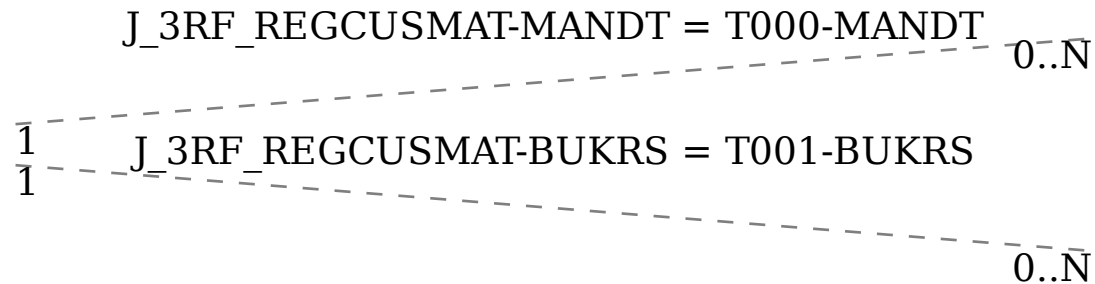 J_3RF_REGCUSMAT-MANDT = T000-MANDT
0..N
1
J_3RF_REGCUSMAT-BUKRS = T001-BUKRS
1
0..N